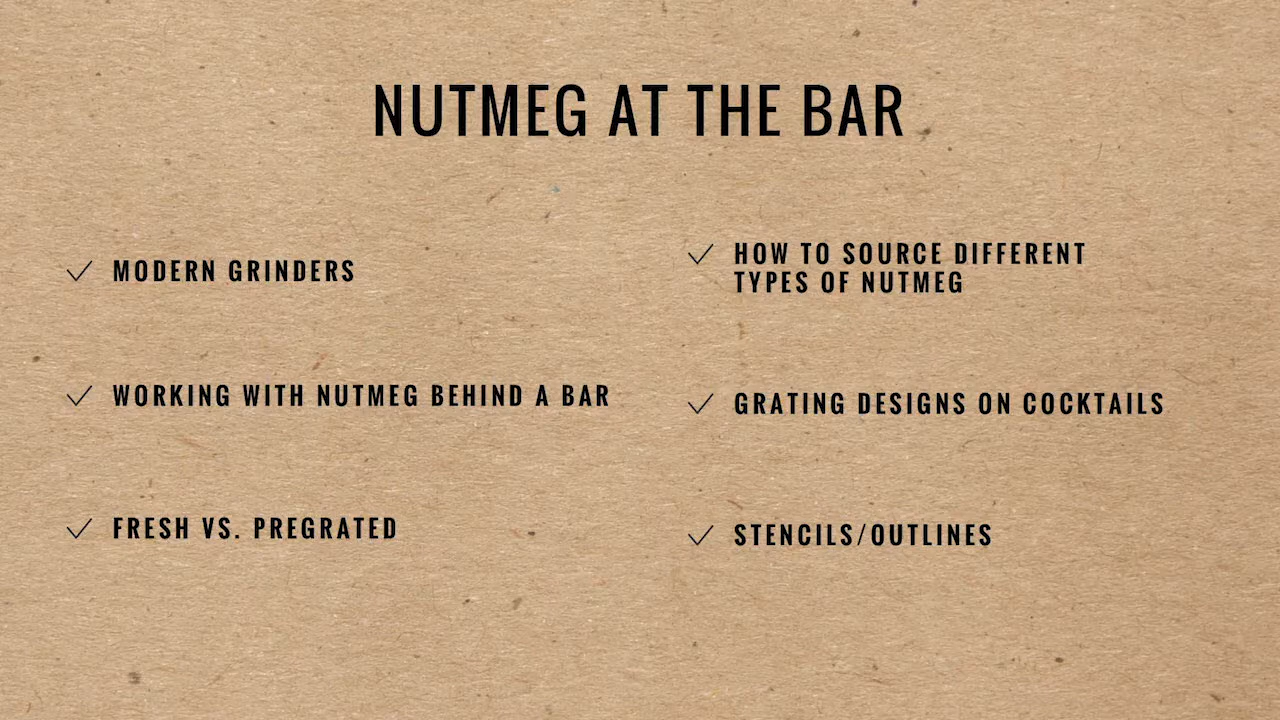 NUTMEG AT THE BAR
MODERN GRINDERS
WORKING WITH NUTMEG BEHIND A BAR
FRESH VS. PREGRATED
HOW TO SOURCE DIFFERENT
TYPES OF NUTMEG
GRATING DESIGNS ON COCKTAILS
STENCILS/OUTLINES